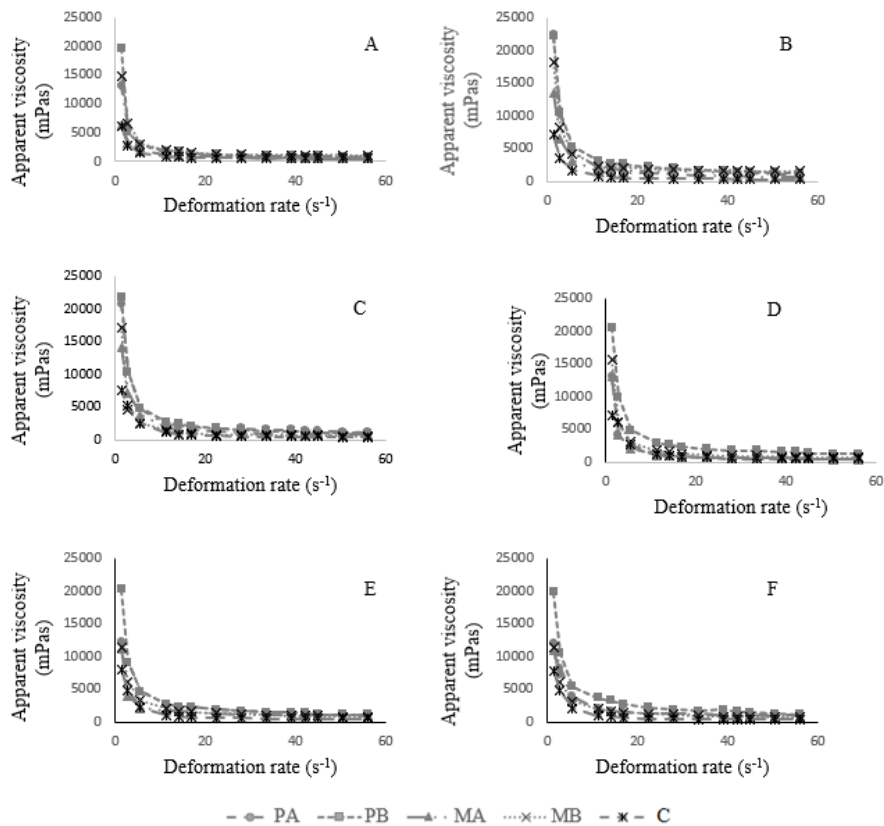 25000
20000
15000
10000
5000
0
Apparent viscosity
(mPas)
A
0 20 40 60
Deformation rate (s-1)
25000
20000
15000
10000
5000
0
Apparent viscosity
(mPas)
B
0 20 40 60
Deformation rate (s-1)
25000
20000
15000
10000
5000
0
Apparent viscosity
(mPas)
C
0 20 40 60
Deformation rate (s-1)
25000
20000
15000
10000
5000
0
Apparent viscosity
(mPas)
D
0 20 40 60
Deformation rate (s-1)
25000
20000
15000
10000
5000
0
Apparent viscosity
(mPas)
E
0 20 40 60
Deformation rate (s-1)
25000
20000
15000
10000
5000
0
Apparent viscosity
(mPas)
F
0 20 40 60
Deformation rate (s-1)
PA PB MA MB C